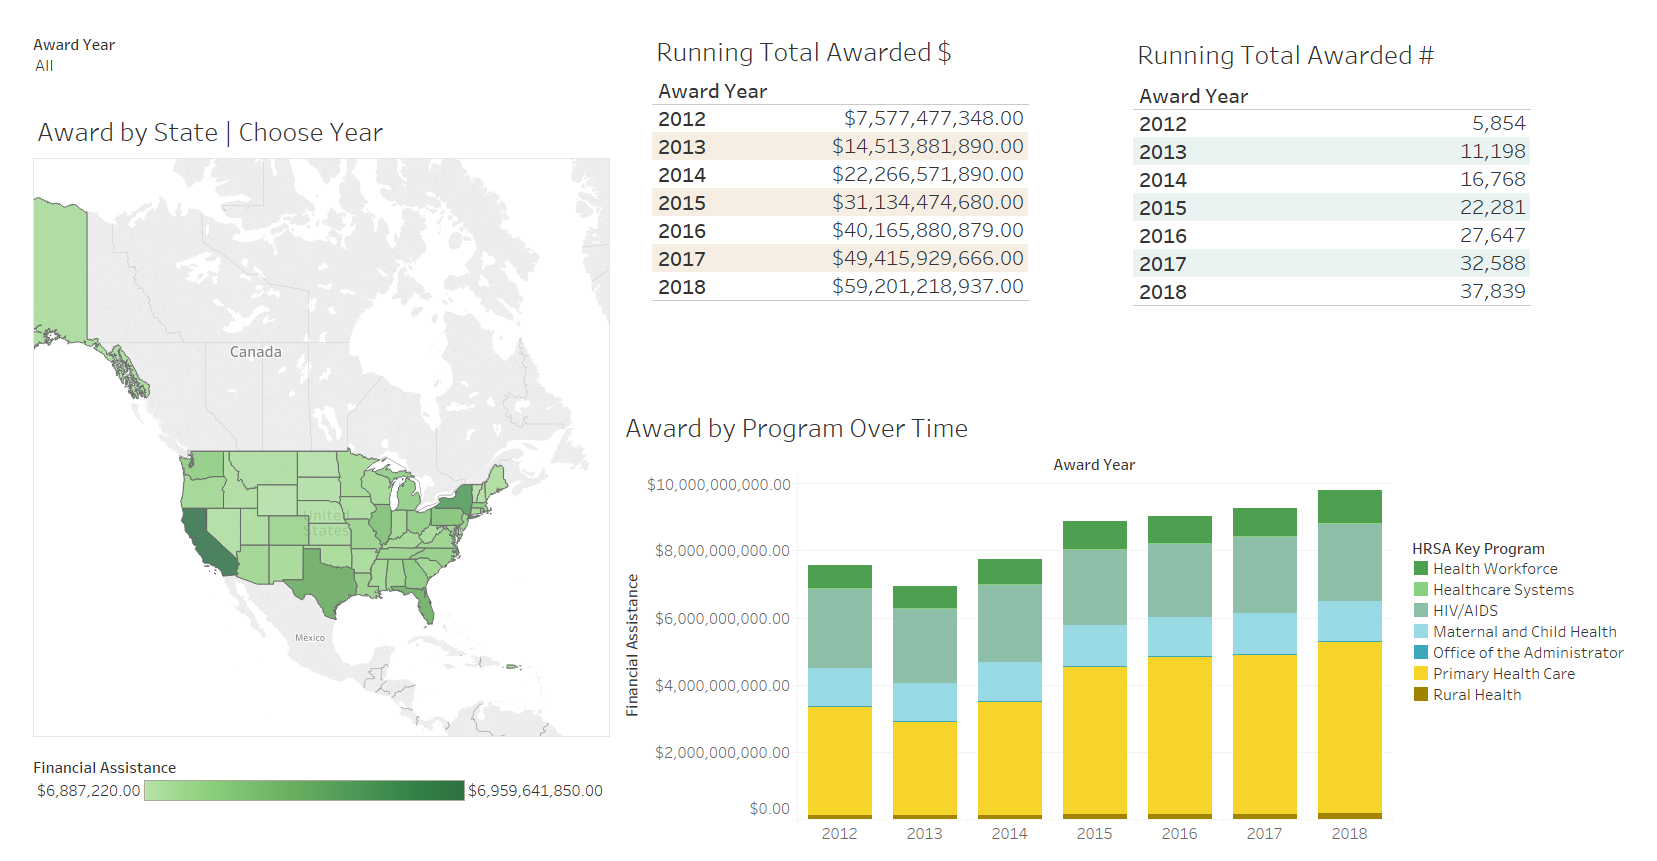 Award Year
All
Award by State | Choose Year
Canada
United
States
Mexico
Financial Assistance
$6,887,220.00
$6,959,641,850.00
Running Total Awarded $
Award Year
2012 $7,577,477,348.00
2013 $14,513,881,890.00
2014 $22,266,571,890.00
2015 $31,134,474,680.00
2016 $40,165,880,879.00
2017 $49,415,929,666.00
2018 $59,201,218,937.00
Running Total Awarded #
Award Year
2012 5,854
2013 11,198
2014 16,768
2015 22,281
2016 27,647
2017 32,588
2018 37,839
Award by Program Over Time
Award Year
Financial Assistance
$10,000,000,000.00
$8,000,000,000.00
$6,000,000,000.00
$4,000,000,000.00
$2,000,000,000.00
$0.00
2012 2013 2014 2015 2016 2017 2018
HRSA Key Program
Health Workforce
Healthcare Systems
HIV/AIDS
Maternal and Child Health
Office of the Administrator
Primary Health Care
Rural Health